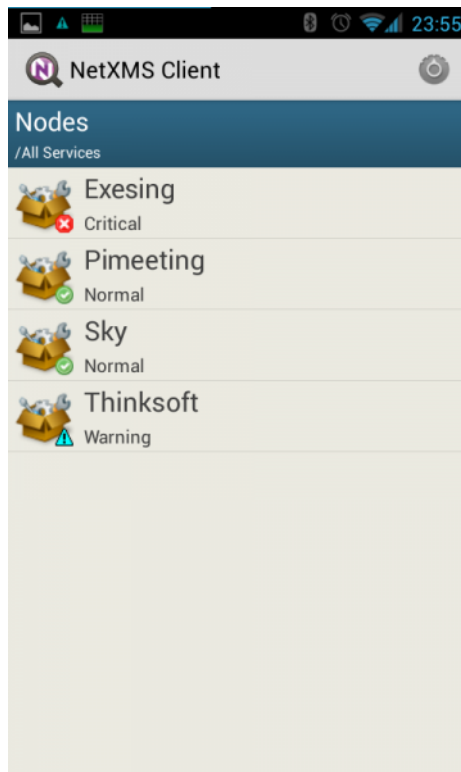 23:55
NetXMS Client
Nodes
/All Services
Exesing
Critical
Pimeeting
Normal
Sky
Normal
Thinksoft
Warning